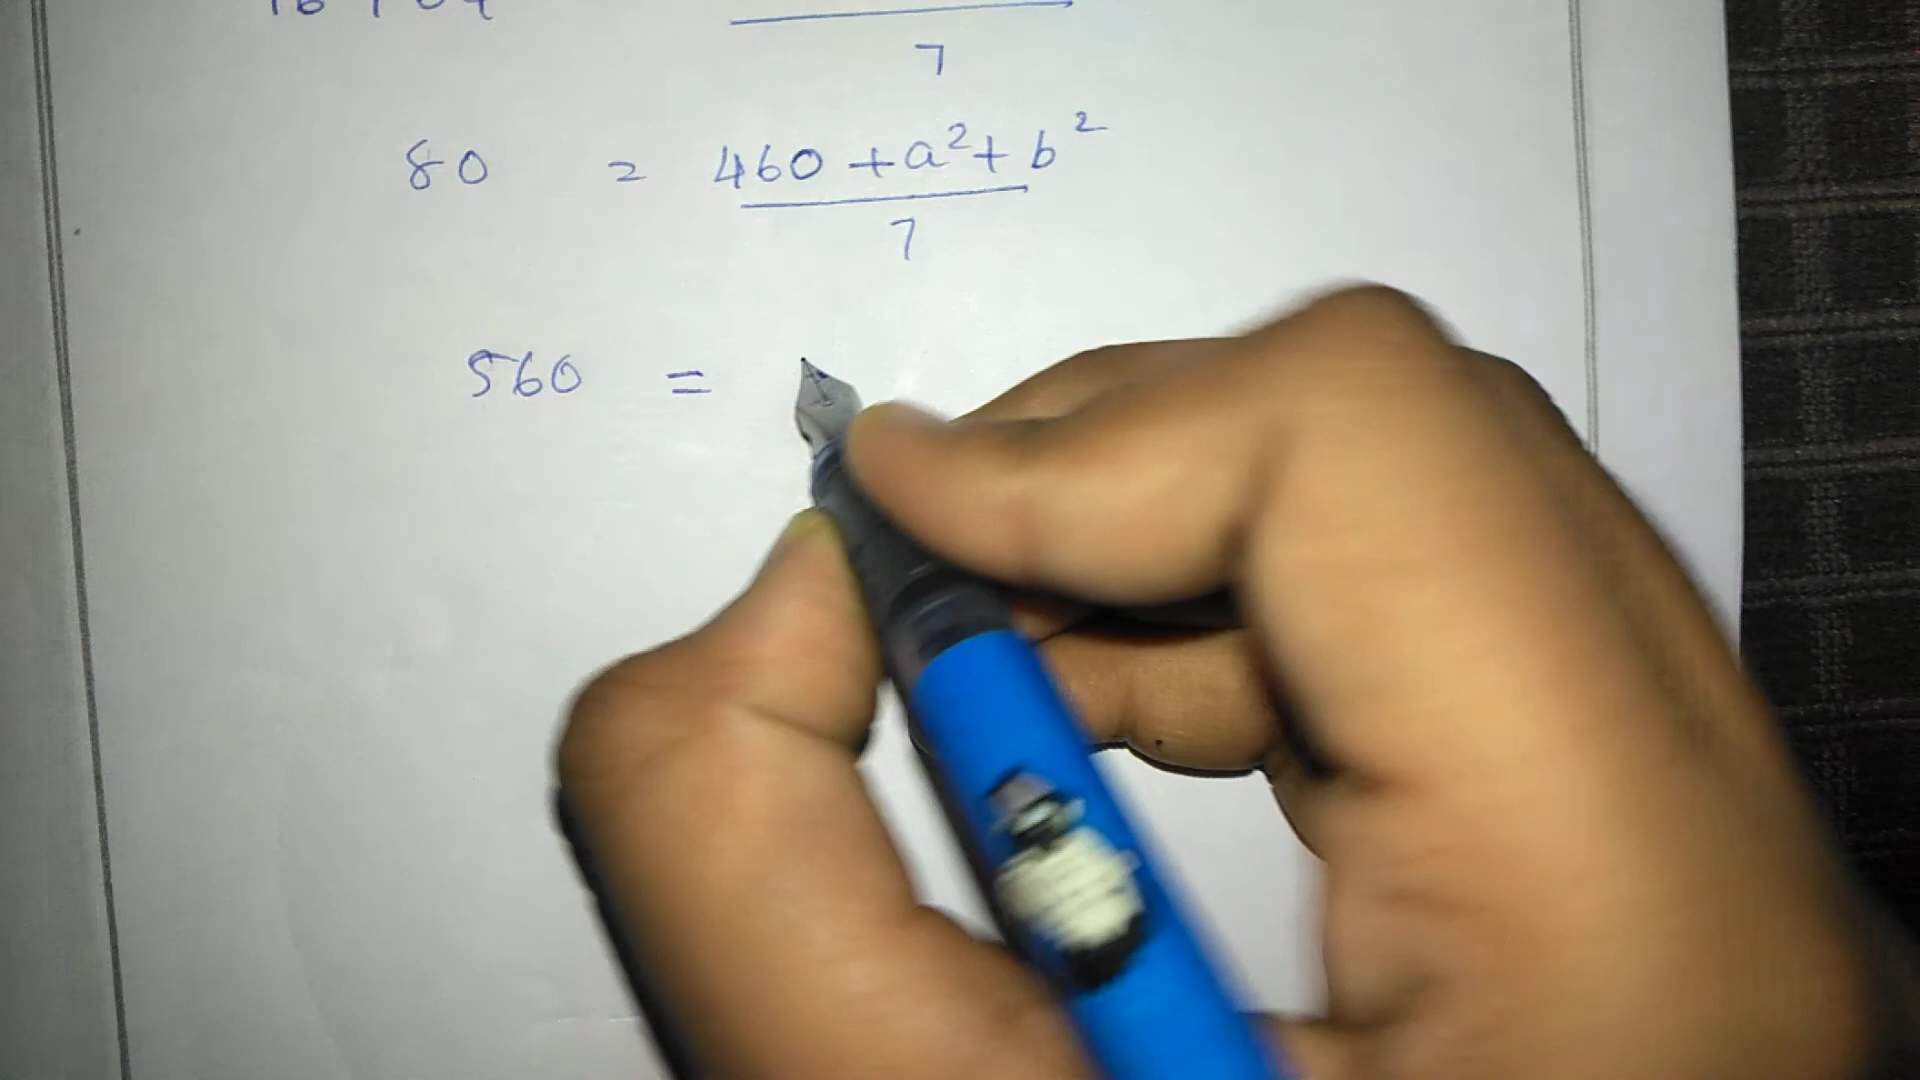 7
80 = 460 + a² + b²
7
560 =